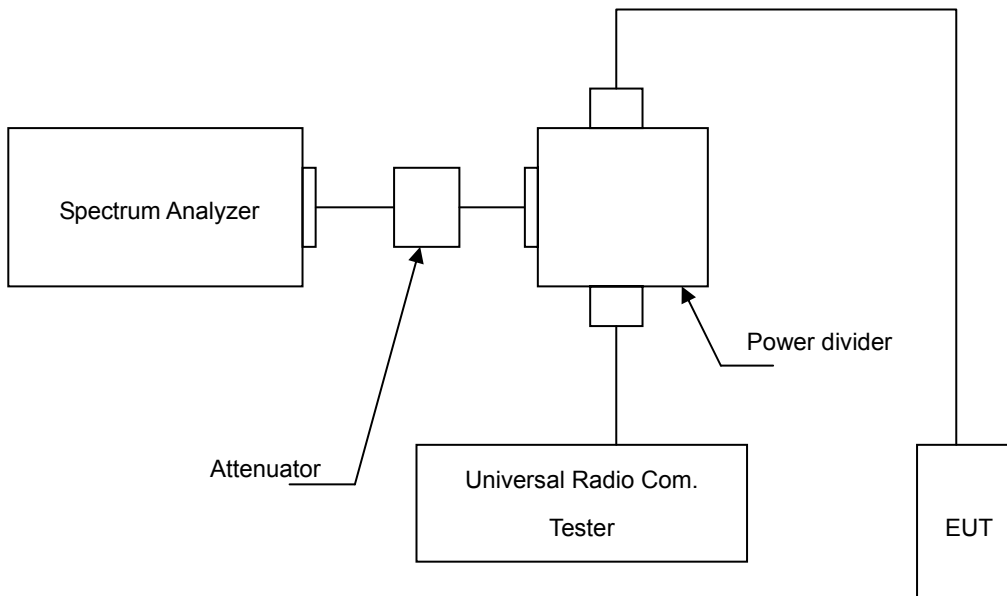 Spectrum Analyzer
Power divider
Attenuator
Universal Radio Com.
Tester
EUT